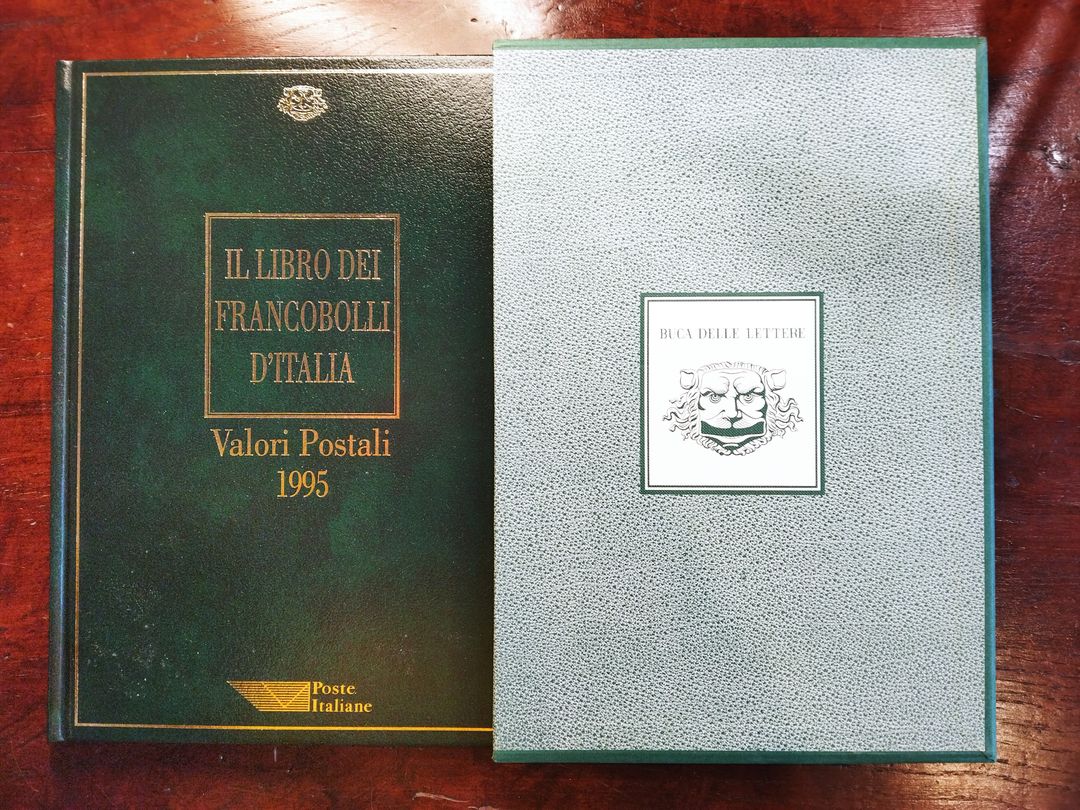 IL LIBRO DEI
FRANCOBOLLI
D'ITALIA
Valori Postali
1995
Poste
Italiane
BUCA DELLE LETTERE